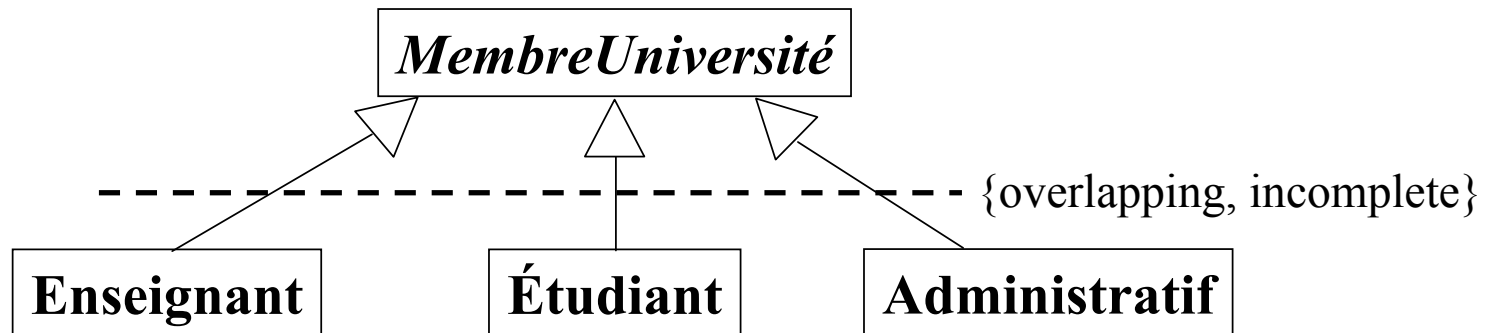 MembreUniversité
{overlapping, incomplete}
Enseignant
Étudiant
Administratif